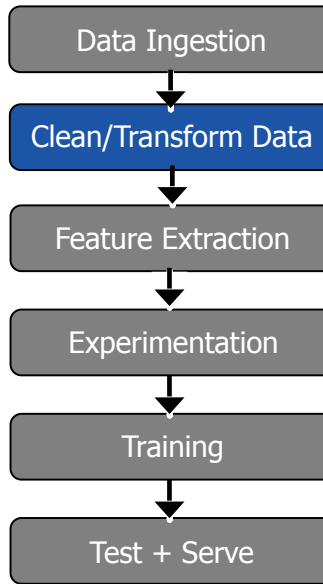 Data Ingestion
Clean/Transform Data
Feature Extraction
Experimentation
Training
Test + Serve